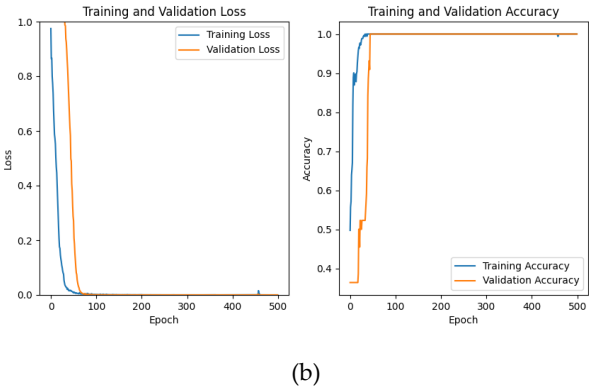 Training and Validation Loss
1.0
0.8
0.6
0.4
0.2
0.0
Loss
Training Loss
Validation Loss
0
100
200
300
400
500
Epoch
Training and Validation Accuracy
1.0
0.9
0.8
0.7
0.6
0.5
0.4
Accuracy
Training Accuracy
Validation Accuracy
0
100
200
300
400
500
Epoch
(b)